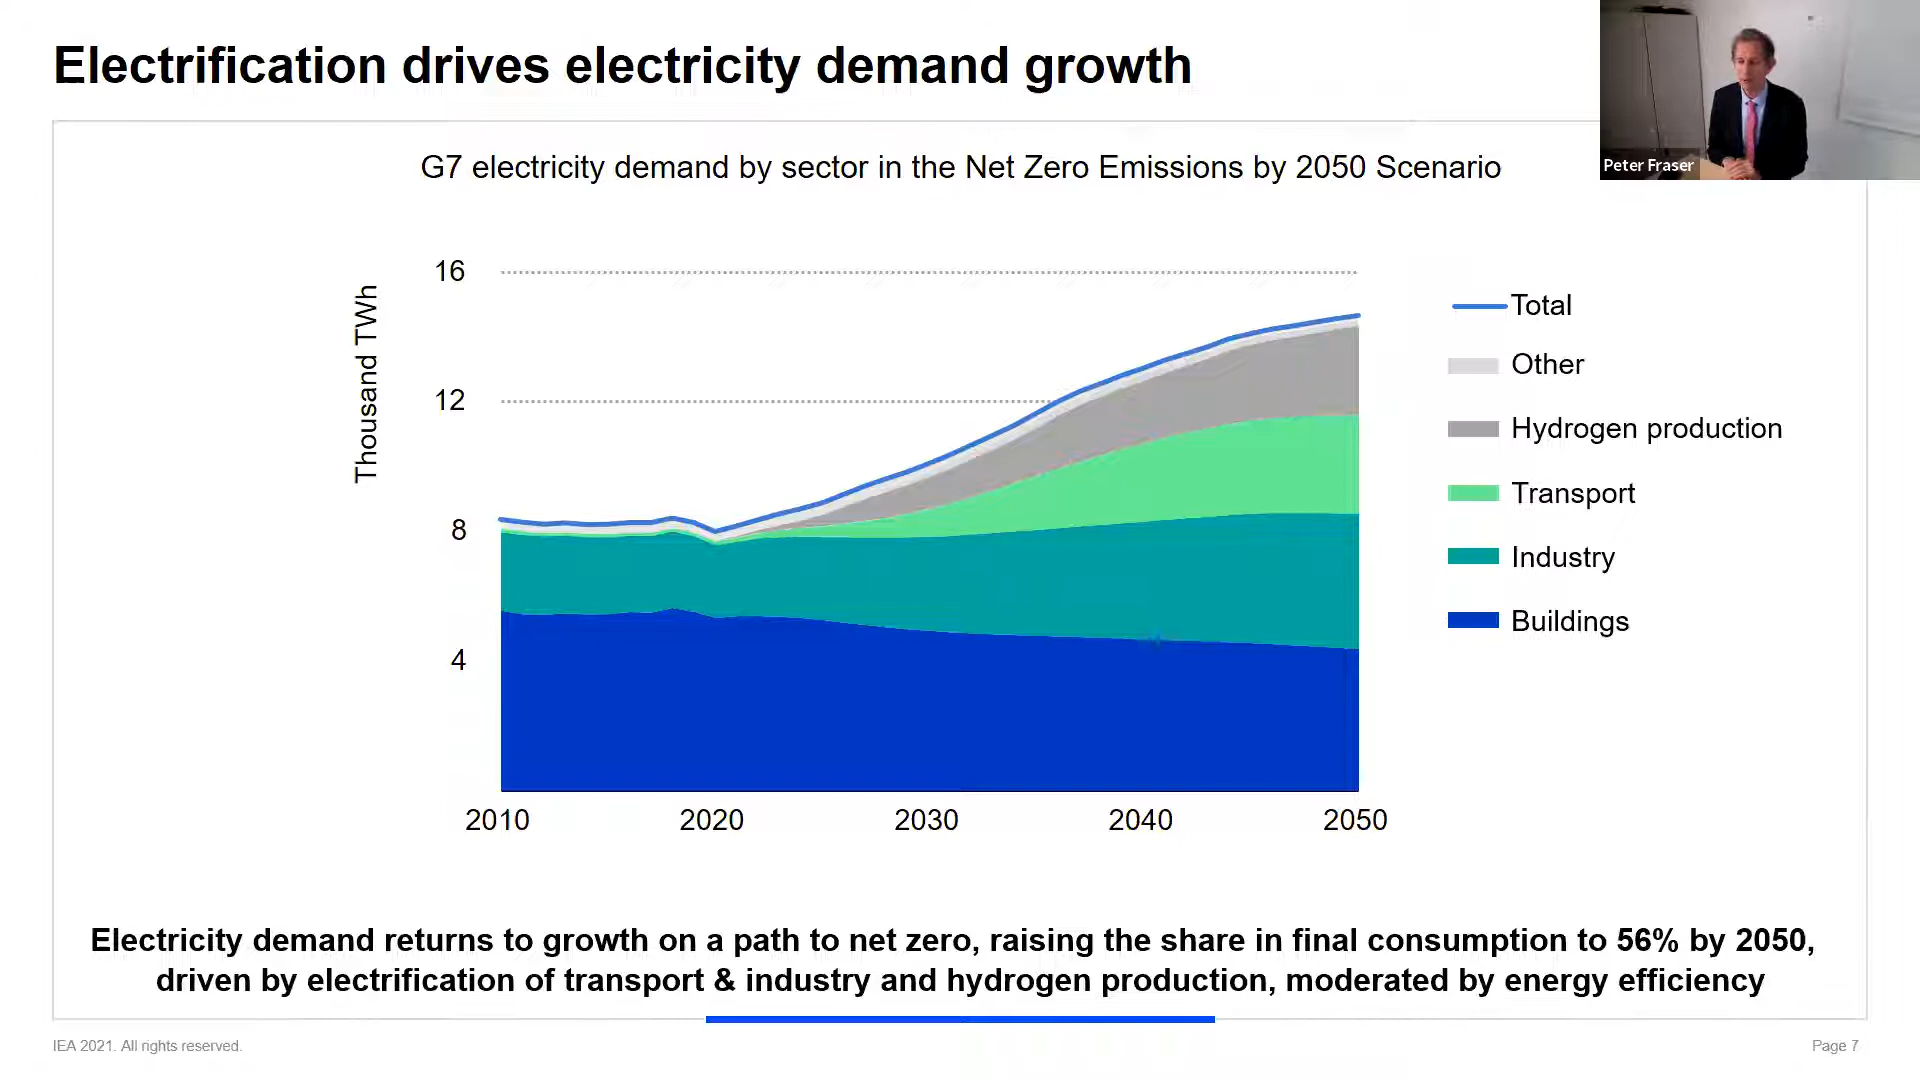 Electrification drives electricity demand growth
Peter Fraser
G7 electricity demand by sector in the Net Zero Emissions by 2050 Scenario
Thousand TWh
16
12
8
4
2010 2020 2030 2040 2050
Total
Other
Hydrogen production
Transport
Industry
Buildings
Electricity demand returns to growth on a path to net zero, raising the share in final consumption to 56% by 2050,
driven by electrification of transport & industry and hydrogen production, moderated by energy efficiency
IEA 2021. All rights reserved.
Page 7